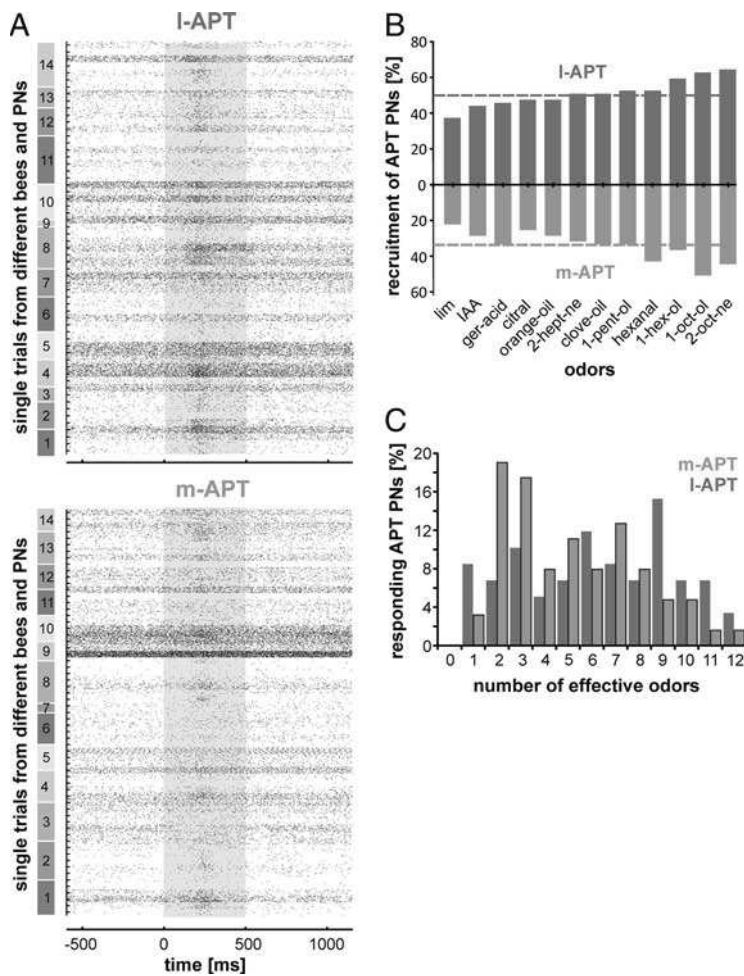 A
l-APT
single trials from different bees and PNs
14
13
12
11
10
9
8
7
6
5
4
3
2
1
-500
0
500
1000
m-APT
single trials from different bees and PNs
14
13
12
11
10
9
8
7
6
5
4
3
2
1
-500
0
500
1000
time [ms]
B
recruitment of APT PNs [%]
80
60
40
20
0
20
40
60
l-APT
m-APT
lim
IAA
ger-acid
citral
orange-oil
2-hept-ne
clove-oil
1-pent-ol
hexanal
1-hex-ol
1-oct-ol
2-oct-ne
odors
C
responding APT PNs [%]
20
16
12
8
4
0
m-APT
l-APT
0 1 2 3 4 5 6 7 8 9 10 11 12
number of effective odors